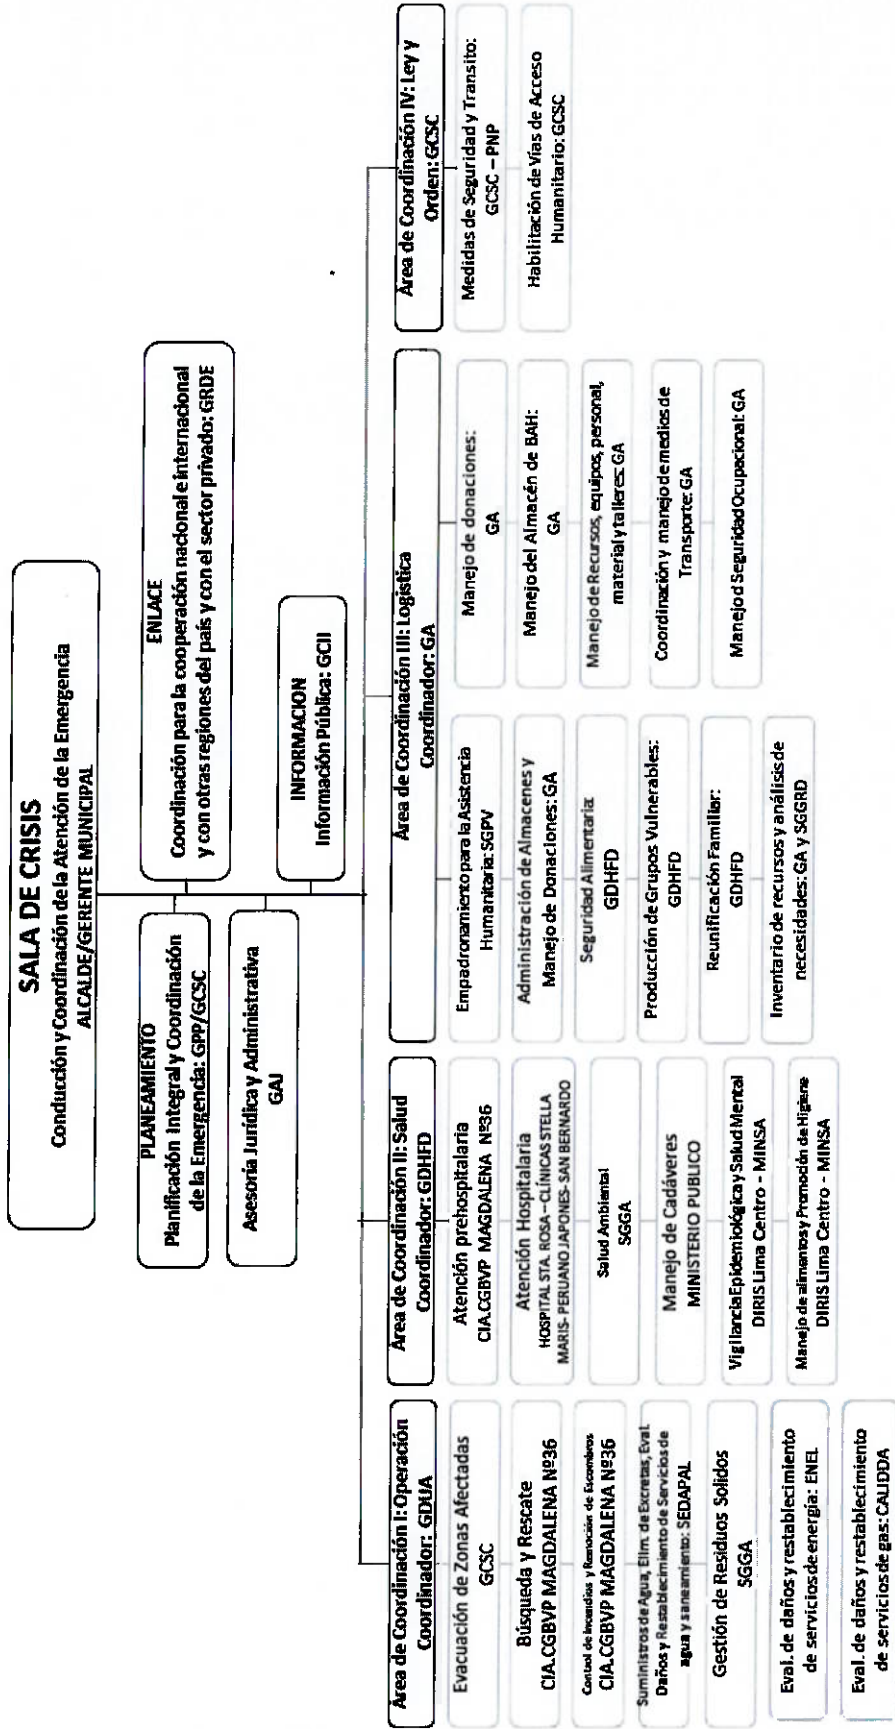 SALA DE CRISIS
Conducción y Coordinación de la Atención de la Emergencia
ALCALDE/GERENTE MUNICIPAL
PLANEAMIENTO
Planificación Integral y Coordinación
de la Emergencia: GPP/GCSC
ENLACE
Coordinación para la cooperación nacional e internacional
y con otras regiones del país y con el sector privado: GRDE
Asesoría Jurídica y Administrativa
GAJ
INFORMACION
Información Pública: GCII
Área de Coordinación I: Operación
Coordinador: GDUA
Evacuación de Zonas Afectadas
GCSC
Búsqueda y Rescate
CIA.CGBVP MAGDALENA Nº36
Control de Incendios y Remoción de Escombros
CIA.CGBVP MAGDALENA Nº36
Suministros de Agua, Elim. de Excretas, Eval.
Daños y Restablecimiento de Servicios de
agua y saneamiento: SEDAPAL
Gestión de Residuos Solidos
SGGA
Eval. de daños y restablecimiento
de servicios de energía: ENEL
Eval. de daños y restablecimiento
de servicios de gas: CALIDDA
Área de Coordinación II: Salud
Coordinador: GDHFD
Atención prehospitalaria
CIA.CGBVP MAGDALENA Nº36
Atención Hospitalaria
HOSPITAL STA. ROSA – CLÍNICAS STELLA
MARIS- PERUANO JAPONES- SAN BERNARDO
Salud Ambiental
SGGA
Manejo de Cadáveres
MINISTERIO PUBLICO
Vigilancia Epidemiológica y Salud Mental
DIRIS Lima Centro - MINSA
Manejo de alimentos y Promoción de Higiene
DIRIS Lima Centro - MINSA
Área de Coordinación III: Logistica
Coordinador: GA
Empadronamiento para la Asistencia
Humanitaria: SGPV
Administración de Almacenes y
Manejo de Donaciones: GA
Seguridad Alimentaria:
GDHFD
Producción de Grupos Vulnerables:
GDHFD
Reunificación Familiar:
GDHFD
Inventario de recursos y análisis de
necesidades: GA y SGGRD
Manejo de donaciones:
GA
Manejo del Almacén de BAH:
GA
Manejo de Recursos, equipos, personal,
material y talleres: GA
Coordinación y manejo de medios de
Transporte: GA
Manejo d Seguridad Ocupacional: GA
Área de Coordinación IV: Ley y
Orden: GCSC
Medidas de Seguridad y Transito:
GCSC – PNP
Habilitación de Vías de Acceso
Humanitario: GCSC